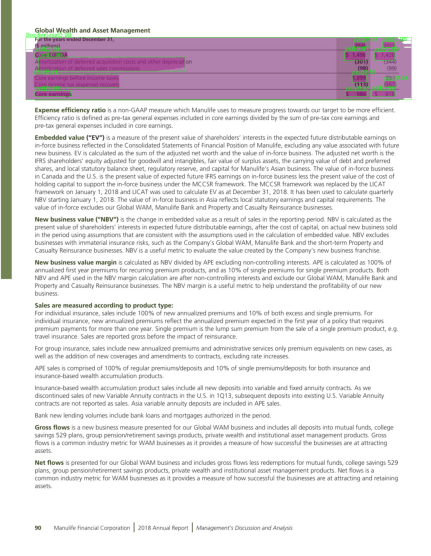 Global Wealth and Asset Management
For the years ended December 31,
($ millions)
Core EBITDA
Amortization of deferred acquisition costs and other depreciation
Amortization of deferred sales commissions
Core earnings before income taxes
Core earnings
Expense efficiency ratio is a non-GAAP measure which Manulife uses to measure progress towards our target to be more efficient.
Efficiency ratio is defined as pre-tax general expenses included in core earnings divided by the sum of pre-tax core earnings and
pre-tax general expenses included in core earnings.
Embedded value ("EV") is a measure of the present value of shareholders' interests in the expected future distributable earnings on
in-force business reflected in the Consolidated Statements of Financial Position of Manulife, excluding any value associated with future
new business. EV is calculated as the sum of the adjusted net worth and the value of in-force business. The adjusted net worth is the
IFRS shareholders' equity adjusted for goodwill and intangibles, fair value of surplus assets, the carrying value of debt and preferred
shares, and local statutory balance sheet, regulatory reserve, and capital for Manulife's Asian business. The value of in-force business
in Canada and the U.S. is the present value of expected future IFRS earnings on in-force business less the present value of the cost of
holding capital to support the in-force business under the MCCSR framework. The MCCSR framework was replaced by the LICAT
framework on January 1, 2018 and LICAT was used to calculate the EV as at December 31, 2018. It has been used to calculate quarterly
NBV starting January 1, 2018. The value of in-force business in Asia reflects local statutory earnings and capital requirements. The
value of in-force excludes our Global WAM, Manulife Bank and Property and Casualty Reinsurance businesses.
New business value ("NBV") is the change in embedded value as a result of sales in the reporting period. NBV is calculated as the
present value of shareholders' interests in expected future distributable earnings, after the cost of capital, on actual new business sold
in the period using assumptions that are consistent with the assumptions used in the calculation of embedded value. NBV excludes
businesses with immaterial insurance risks, such as the Company's Global WAM, Manulife Bank and the short-term Property and
Casualty Reinsurance businesses. NBV is a useful metric to evaluate the value created by the Company's new business franchise.
New business value margin is calculated as NBV divided by APE excluding non-controlling interests. APE is calculated as 100% of
annualized first year premiums for recurring premium products, and as 10% of single premiums for single premium products. Both
NBV and APE used in the NBV margin calculation are after non-controlling interests and exclude our Global WAM, Manulife Bank and
Property and Casualty Reinsurance businesses. The NBV margin is a useful metric to help understand the profitability of our new
business.
Sales are measured according to product type:
For individual insurance, sales include 100% of new annualized premiums and 10% of both excess and single premiums. For
individual insurance, new annualized premiums reflect the annualized premium expected in the first year of a policy that requires
premium payments for more than one year. Single premium is the lump sum premium from the sale of a single premium product, e.g.
travel insurance. Sales are reported gross before the impact of reinsurance.
For group insurance, sales include new annualized premiums and administrative services only premium equivalents on new cases, as
well as the addition of new coverages and amendments to contracts, excluding rate increases.
APE sales is comprised of 100% of regular premiums/deposits and 10% of single premiums/deposits for both insurance and
insurance-based wealth accumulation products.
Insurance-based wealth accumulation product sales include all new deposits into variable and fixed annuity contracts. As we
discontinued sales of new Variable Annuity contracts in the U.S. in 1Q13, subsequent deposits into existing U.S. Variable Annuity
contracts are not reported as sales. Asia variable annuity deposits are included in APE sales.
Bank new lending volumes include bank loans and mortgages authorized in the period.
Gross flows is a new business measure presented for our Global WAM business and includes all deposits into mutual funds, college
savings 529 plans, group pension/retirement savings products, private wealth and institutional asset management products. Gross
flows is a common industry metric for WAM businesses as it provides a measure of how successful the businesses are at attracting
assets.
Net flows is presented for our Global WAM business and includes gross flows less redemptions for mutual funds, college savings 529
plans, group pension/retirement savings products, private wealth and institutional asset management products. Net flows is a
common industry metric for WAM businesses as it provides a measure of how successful the businesses are at attracting and retaining
assets.
90 Manulife Financial Corporation | 2018 Annual Report | Management's Discussion and Analysis